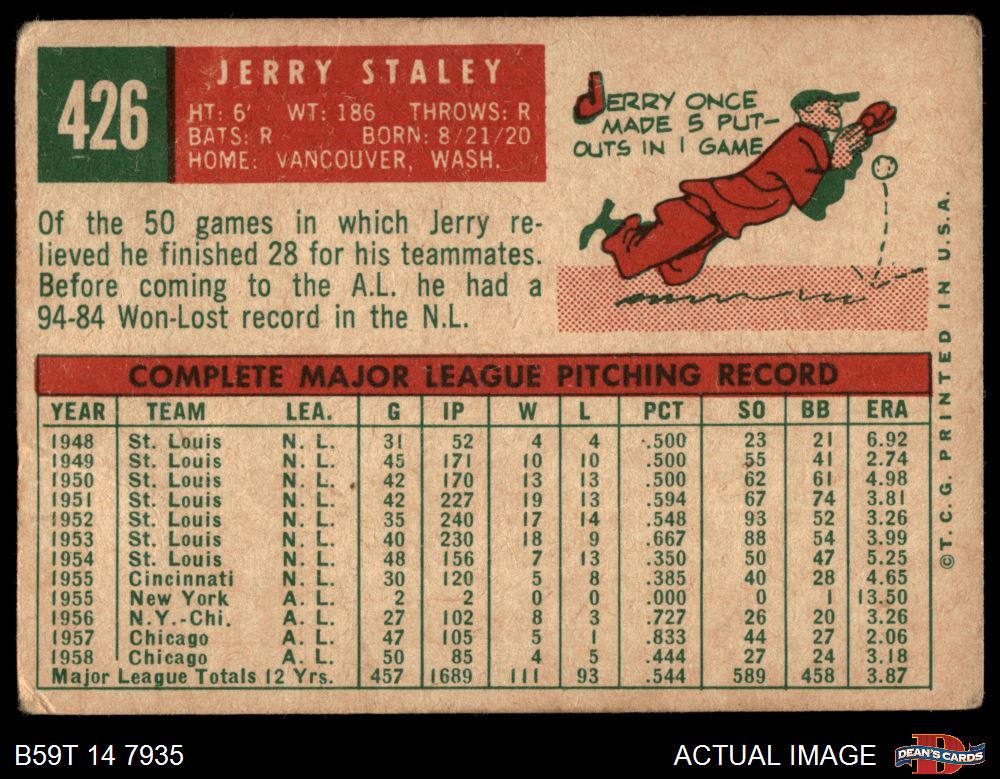 426
JERRY STALEY
HT: 6' WT: 186 THROWS: R
BATS: R BORN: 8/21/20
HOME: VANCOUVER, WASH.
JERRY ONCE
MADE 5 PUT-
OUTS IN 1 GAME
Of the 50 games in which Jerry re-
lieved he finished 28 for his teammates.
Before coming to the A.L. he had a
94-84 Won-Lost record in the N.L.
COMPLETE MAJOR LEAGUE PITCHING RECORD
YEAR TEAM LEA. G IP W L PCT SO BB ERA
1948 St. Louis N. L. 31 52 4 4 .500 23 21 6.92
1949 St. Louis N. L. 45 171 10 10 .500 55 41 2.74
1950 St. Louis N. L. 42 170 13 13 .500 62 61 4.98
1951 St. Louis N. L. 42 227 19 13 .594 67 74 3.81
1952 St. Louis N. L. 35 240 17 14 .548 93 52 3.26
1953 St. Louis N. L. 40 230 18 9 .667 88 54 3.99
1954 St. Louis N. L. 48 156 7 13 .350 50 47 5.25
1955 Cincinnati N. L. 30 120 5 8 .385 40 28 4.65
1955 New York A. L. 2 2 0 0 .000 0 1 13.50
1956 N.Y.-Chi. A. L. 27 102 8 3 .727 26 20 3.26
1957 Chicago A. L. 47 105 5 1 .833 44 27 2.06
1958 Chicago A. L. 50 85 4 5 .444 27 24 3.18
Major League Totals 12 Yrs. 457 1689 111 93 .544 589 458 3.87
© T. C. G. PRINTED IN U.S.A.
B59T 14 7935
ACTUAL IMAGE
DEAN'S CARDS